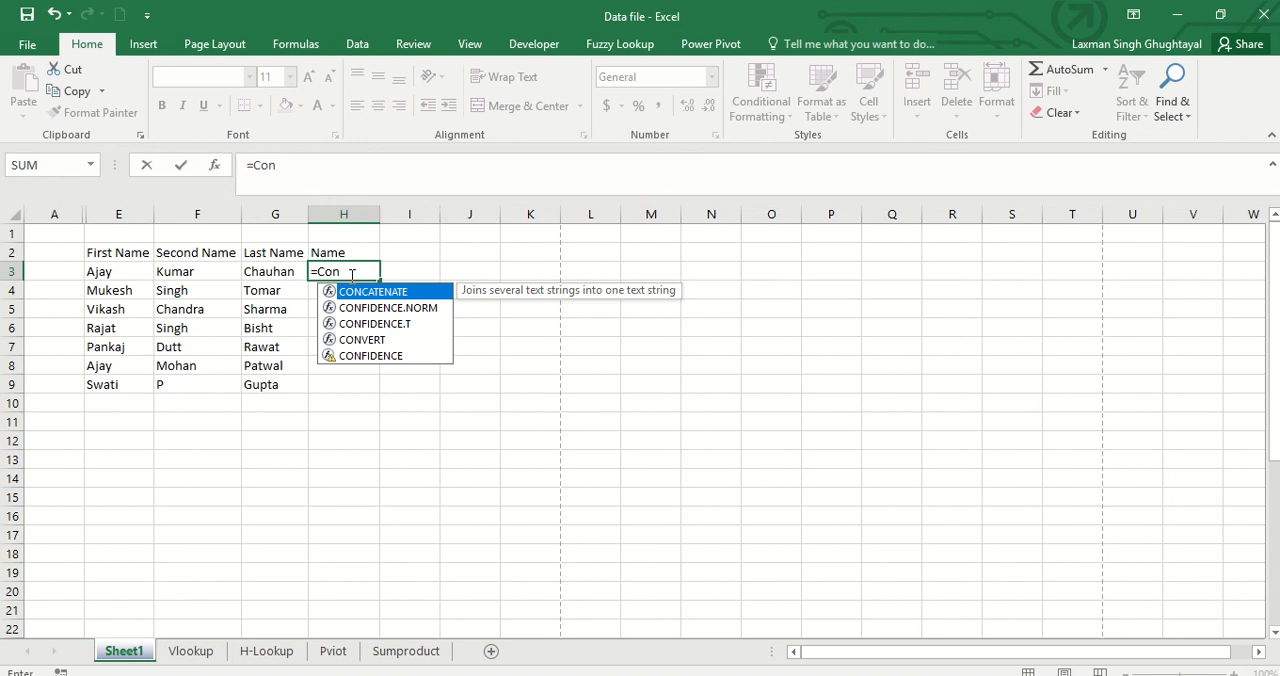 Data file - Excel
File Home Insert Page Layout Formulas Data Review View Developer Fuzzy Lookup Power Pivot Tell me what you want to do... Laxman Singh Ghughtayal Share
Paste Cut Copy Format Painter Clipboard
11 A A B I U A Font
Wrap Text Merge & Center Alignment
General $ % , Number
Conditional Formatting Format as Table Cell Styles Styles
Insert Delete Format Cells
AutoSum Fill Clear Sort & Filter Find & Select Editing
SUM fx =Con
A E F G H I J K L M N O P Q R S T U V W
1
2 First Name Second Name Last Name Name
3 Ajay Kumar Chauhan =Con
4 Mukesh Singh Tomar
5 Vikash Chandra Sharma
6 Rajat Singh Bisht
7 Pankaj Dutt Rawat
8 Ajay Mohan Patwal
9 Swati P Gupta
CONCATENATE Joins several text strings into one text string
CONFIDENCE.NORM
CONFIDENCE.T
CONVERT
CONFIDENCE
10
11
12
13
14
15
16
17
18
19
20
21
22
Sheet1 Vlookup H-Lookup Pviot Sumproduct
Enter 100%